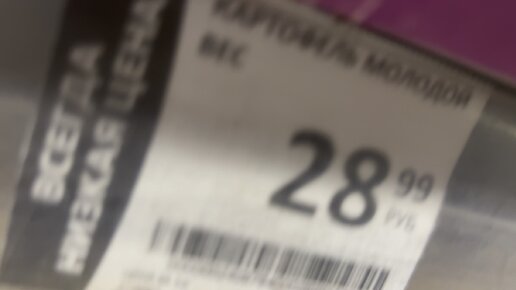 ВСЕГДА
НИЗКАЯ ЦЕНА
КАРТОФЕЛЬ МОЛОДОЙ
ВЕС
28 99
РУБ